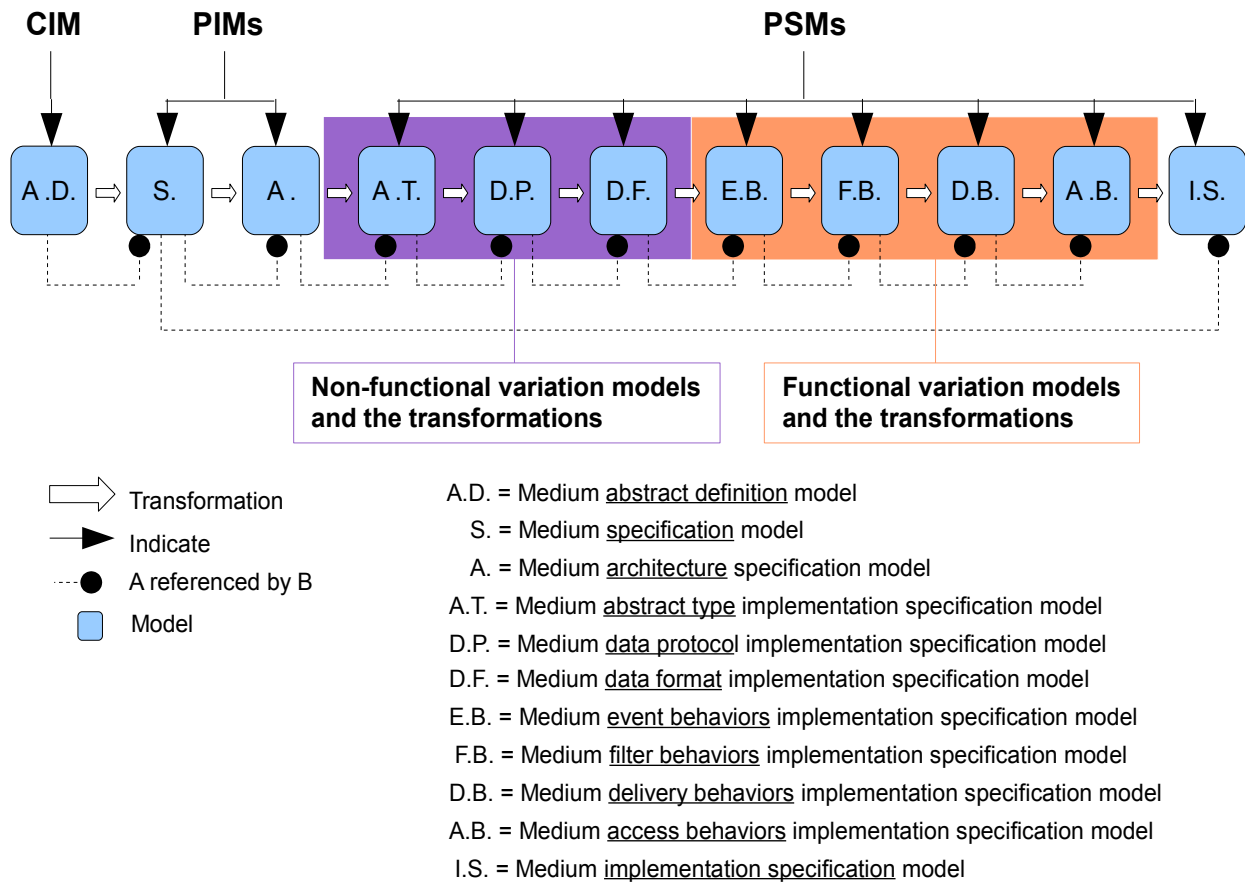 CIM PIMs PSMs
A .D. S. A . A .T. D.P. D.F. E.B. F.B. D.B. A .B. I.S.
Non-functional variation models
and the transformations
Functional variation models
and the transformations
Transformation
Indicate
A referenced by B
Model
A.D. = Medium abstract definition model
S. = Medium specification model
A. = Medium architecture specification model
A.T. = Medium abstract type implementation specification model
D.P. = Medium data protocol implementation specification model
D.F. = Medium data format implementation specification model
E.B. = Medium event behaviors implementation specification model
F.B. = Medium filter behaviors implementation specification model
D.B. = Medium delivery behaviors implementation specification model
A.B. = Medium access behaviors implementation specification model
I.S. = Medium implementation specification model